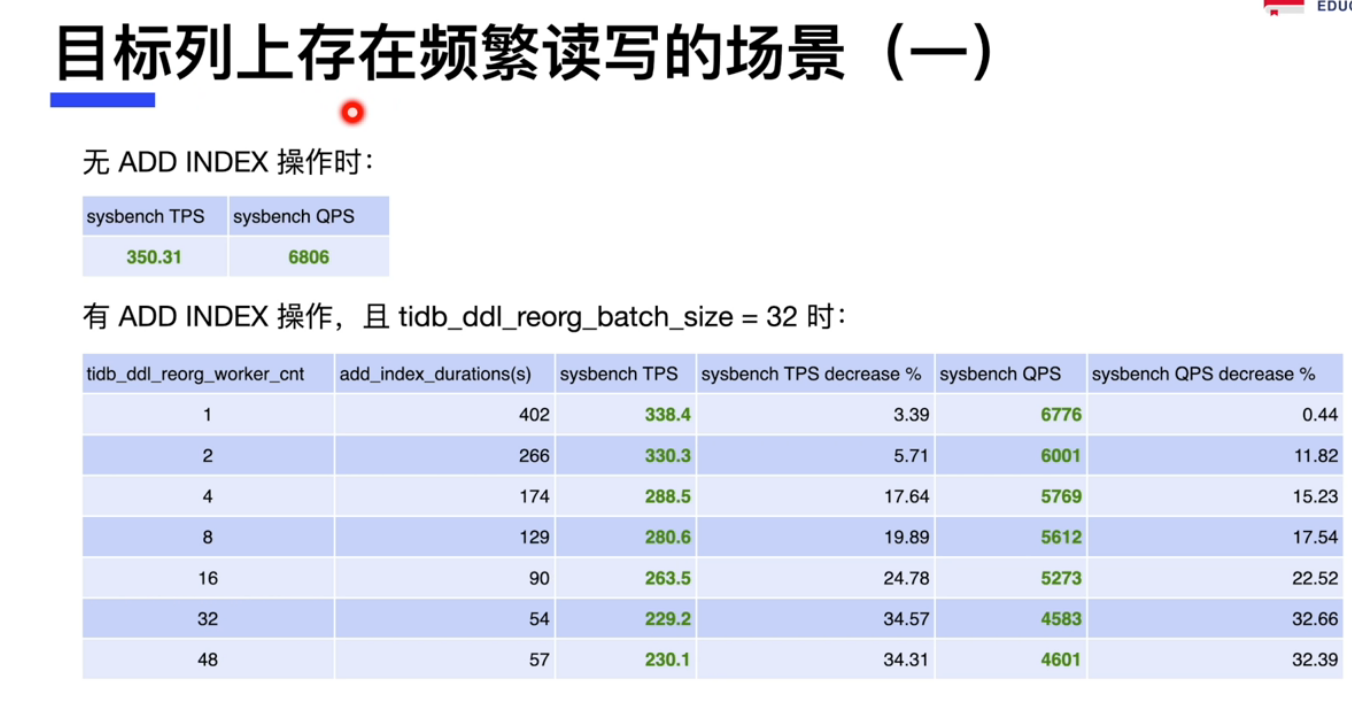 EDUC
目标列上存在频繁读写的场景（一）
无 ADD INDEX 操作时：
sysbench TPS sysbench QPS
350.31 6806
有 ADD INDEX 操作，且 tidb_ddl_reorg_batch_size = 32 时：
tidb_ddl_reorg_worker_cnt add_index_durations(s) sysbench TPS sysbench TPS decrease % sysbench QPS sysbench QPS decrease %
1 402 338.4 3.39 6776 0.44
2 266 330.3 5.71 6001 11.82
4 174 288.5 17.64 5769 15.23
8 129 280.6 19.89 5612 17.54
16 90 263.5 24.78 5273 22.52
32 54 229.2 34.57 4583 32.66
48 57 230.1 34.31 4601 32.39